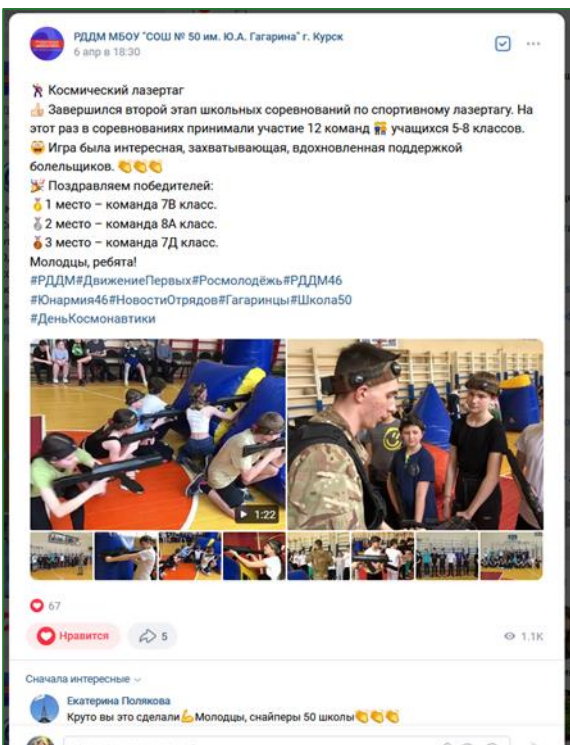 РДДМ МБОУ "СОШ № 50 им. Ю.А. Гагарина" г. Курск
6 апр в 18:30
Космический лазертаг
Завершился второй этап школьных соревнований по спортивному лазертагу. На
этот раз в соревнованиях принимали участие 12 команд учащихся 5-8 классов.
Игра была интересная, захватывающая, вдохновленная поддержкой
болельщиков.
Поздравляем победителей:
1 место – команда 7В класс.
2 место – команда 8А класс.
3 место – команда 7Д класс.
Молодцы, ребята!
#РДДМ#ДвижениеПервых#Росмолодёжь#РДДМ46
#Юнармия46#НовостиОтрядов#Гагаринцы#Школа50
#ДеньКосмонавтики
1:22
67
Нравится 5 1.1K
Сначала интересные
Екатерина Полякова
Круто вы это сделали Молодцы, снайперы 50 школы